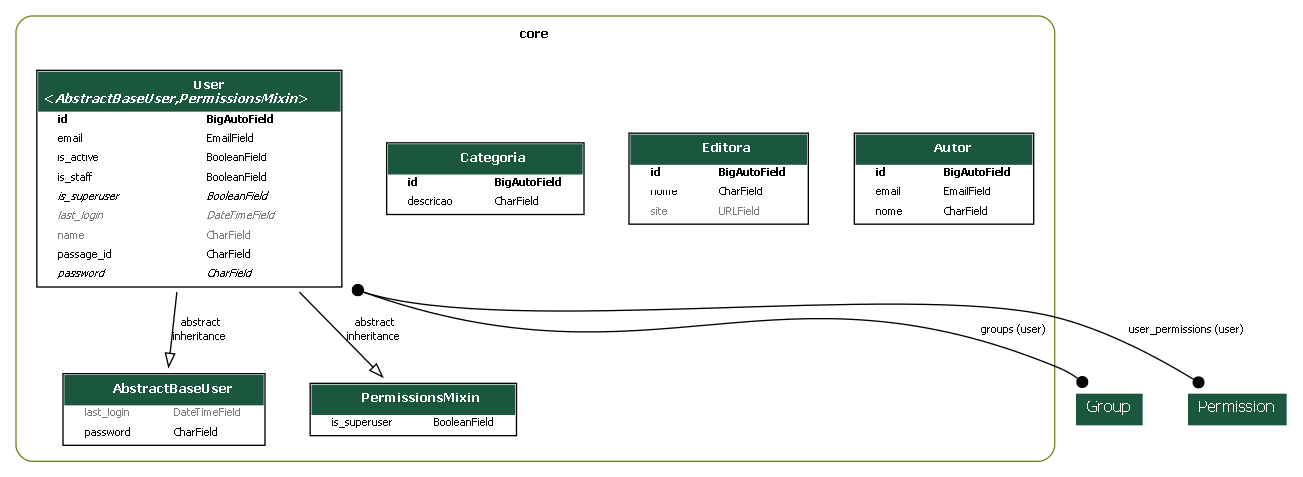 core
User
<AbstractBaseUser,PermissionsMixin>
id BigAutoField
email EmailField
is_active BooleanField
is_staff BooleanField
is_superuser BooleanField
last_login DateTimeField
name CharField
passage_id CharField
password CharField
Categoria
id BigAutoField
descricao CharField
Editora
id BigAutoField
nome CharField
site URLField
Autor
id BigAutoField
email EmailField
nome CharField
abstract
inheritance
abstract
inheritance
groups (user)
user_permissions (user)
AbstractBaseUser
last_login DateTimeField
password CharField
PermissionsMixin
is_superuser BooleanField
Group
Permission